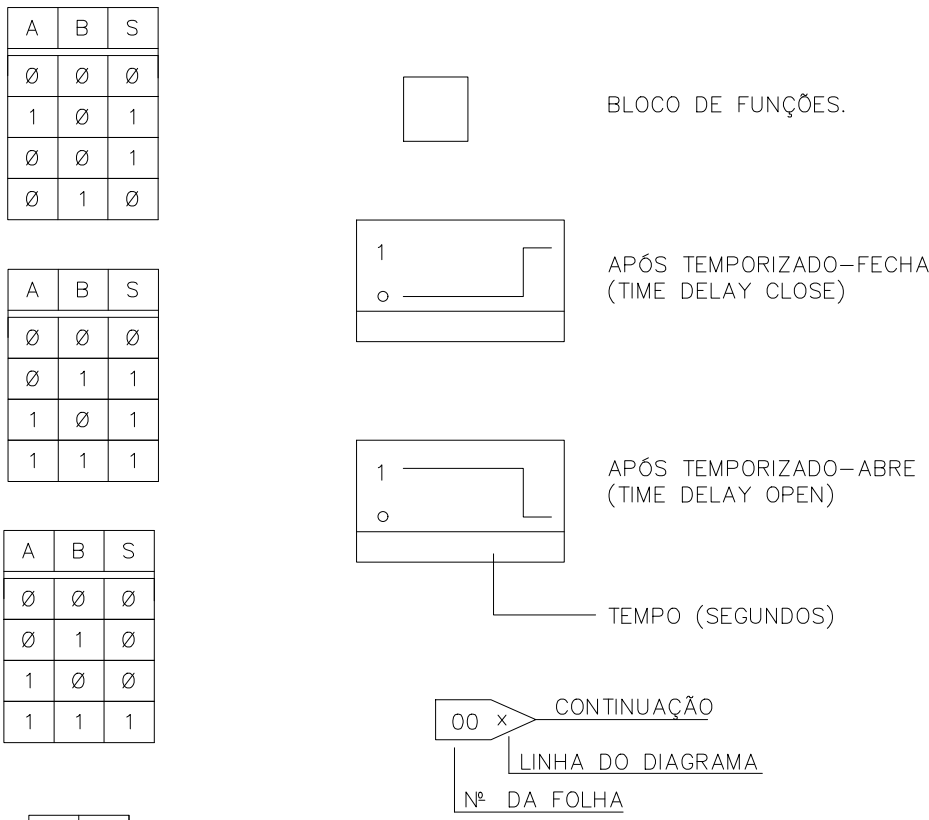 A B S
Ø Ø Ø
1 Ø 1
Ø Ø 1
Ø 1 Ø
A B S
Ø Ø Ø
Ø 1 1
1 Ø 1
1 1 1
A B S
Ø Ø Ø
Ø 1 Ø
1 Ø Ø
1 1 1
BLOCO DE FUNÇÕES.
1
0
APÓS TEMPORIZADO-FECHA
(TIME DELAY CLOSE)
1
0
APÓS TEMPORIZADO-ABRE
(TIME DELAY OPEN)
TEMPO (SEGUNDOS)
00 x
CONTINUAÇÃO
LINHA DO DIAGRAMA
Nº DA FOLHA